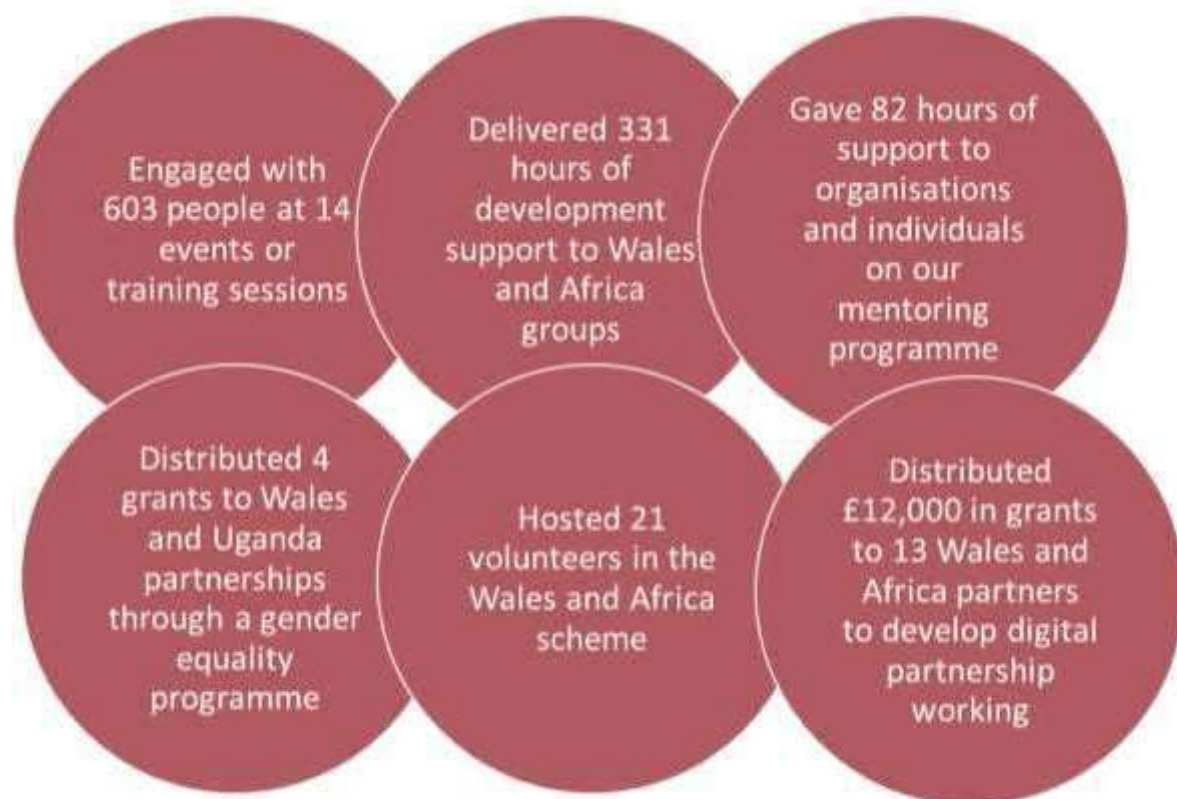 Engaged with
603 people at 14
events or
training sessions
Delivered 331
hours of
development
support to Wales
and Africa
groups
Gave 82 hours of
support to
organisations
and individuals
on our
mentoring
programme
Distributed 4
grants to Wales
and Uganda
partnerships
through a gender
equality
programme
Hosted 21
volunteers in the
Wales and Africa
scheme
Distributed
£12,000 in grants
to 13 Wales and
Africa partners
to develop digital
partnership
working